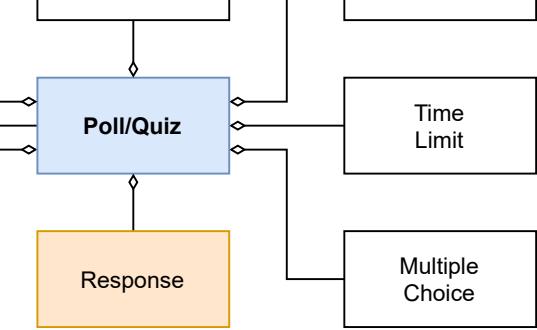 Poll/Quiz
Time
Limit
Response
Multiple
Choice